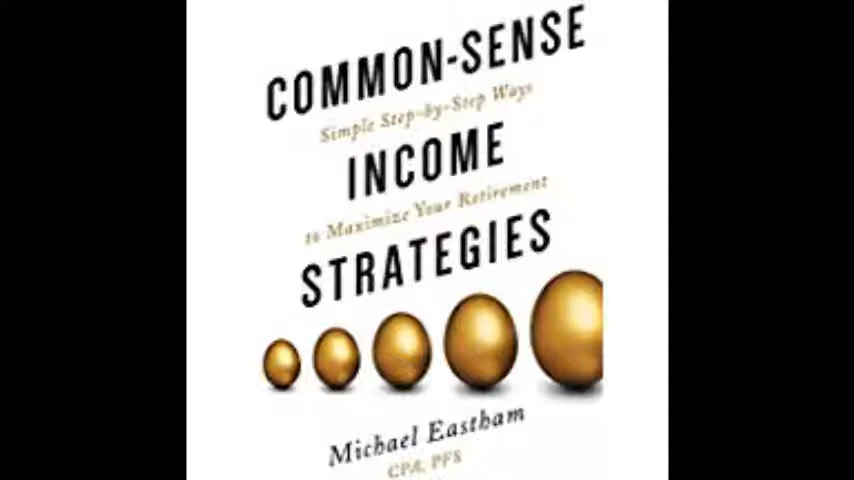 COMMON-SENSE
Simple Step-by-Step Ways
INCOME
to Maximize Your Retirement
STRATEGIES
Michael Eastham
CPA, PFS